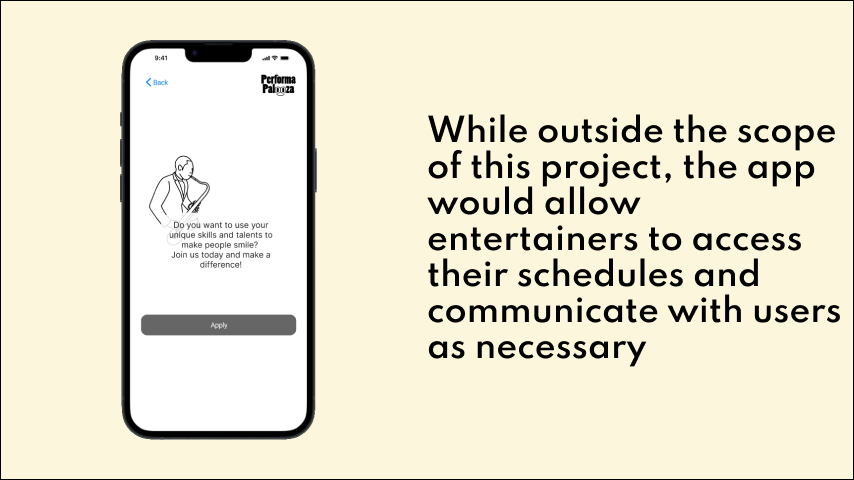 9:41
Back
Performa
Palooza
Do you want to use your
unique skills and talents to
make people smile?
Join us today and make a
difference!
Apply
While outside the scope
of this project, the app
would allow
entertainers to access
their schedules and
communicate with users
as necessary